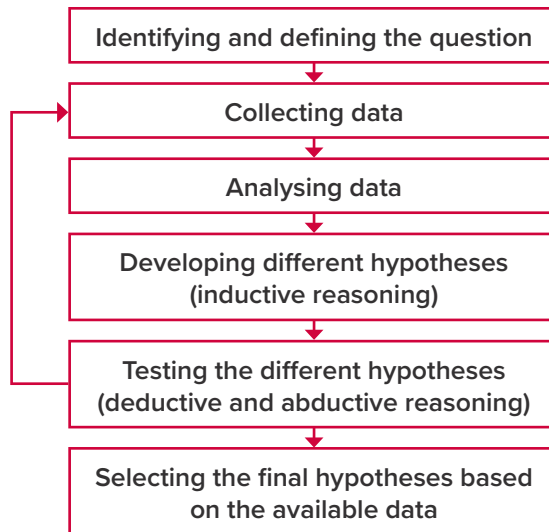 Identifying and defining the question
Collecting data
Analysing data
Developing different hypotheses
(inductive reasoning)
Testing the different hypotheses
(deductive and abductive reasoning)
Selecting the final hypotheses based
on the available data